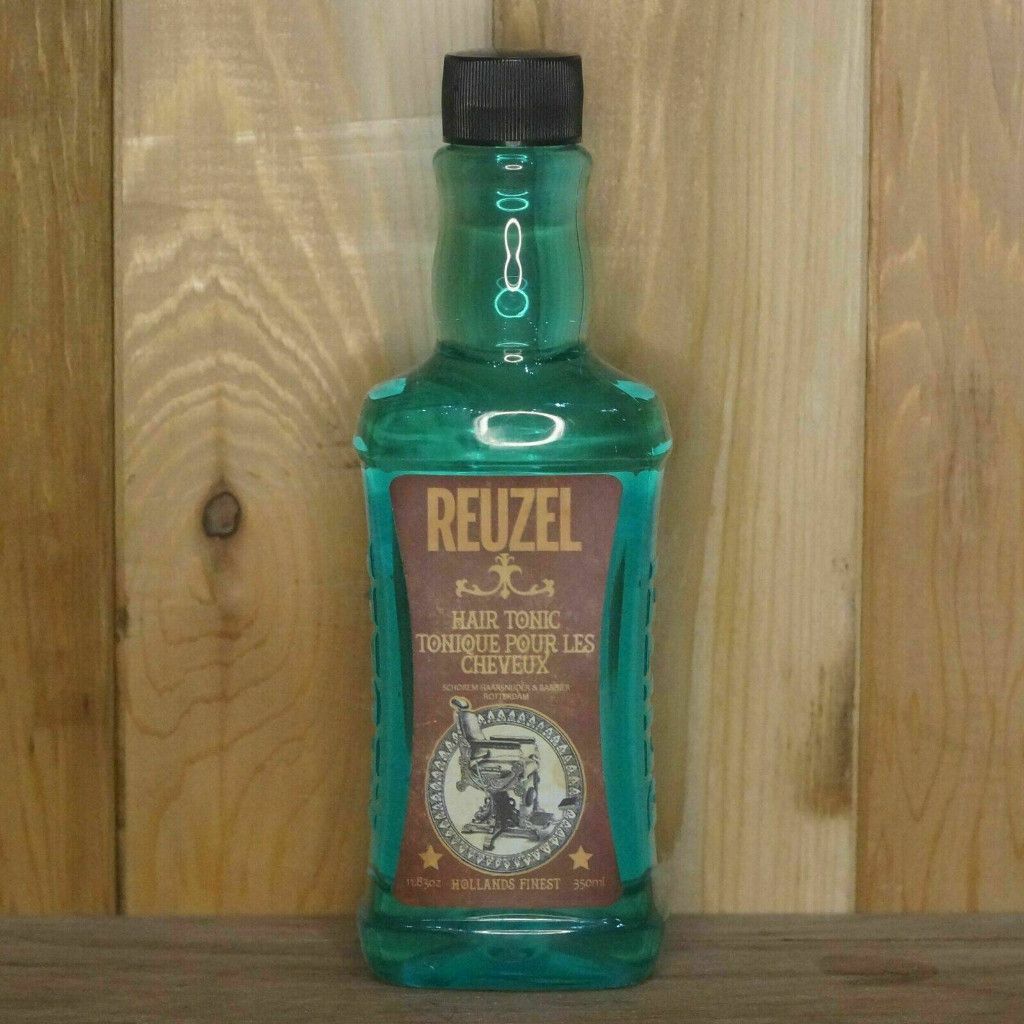 REUZEL
HAIR TONIC
TONIQUE POUR LES
CHEVEUX
SCHOREM HAARSNIJDER & BARBIER
ROTTERDAM
11.83oz HOLLANDS FINEST 350ml